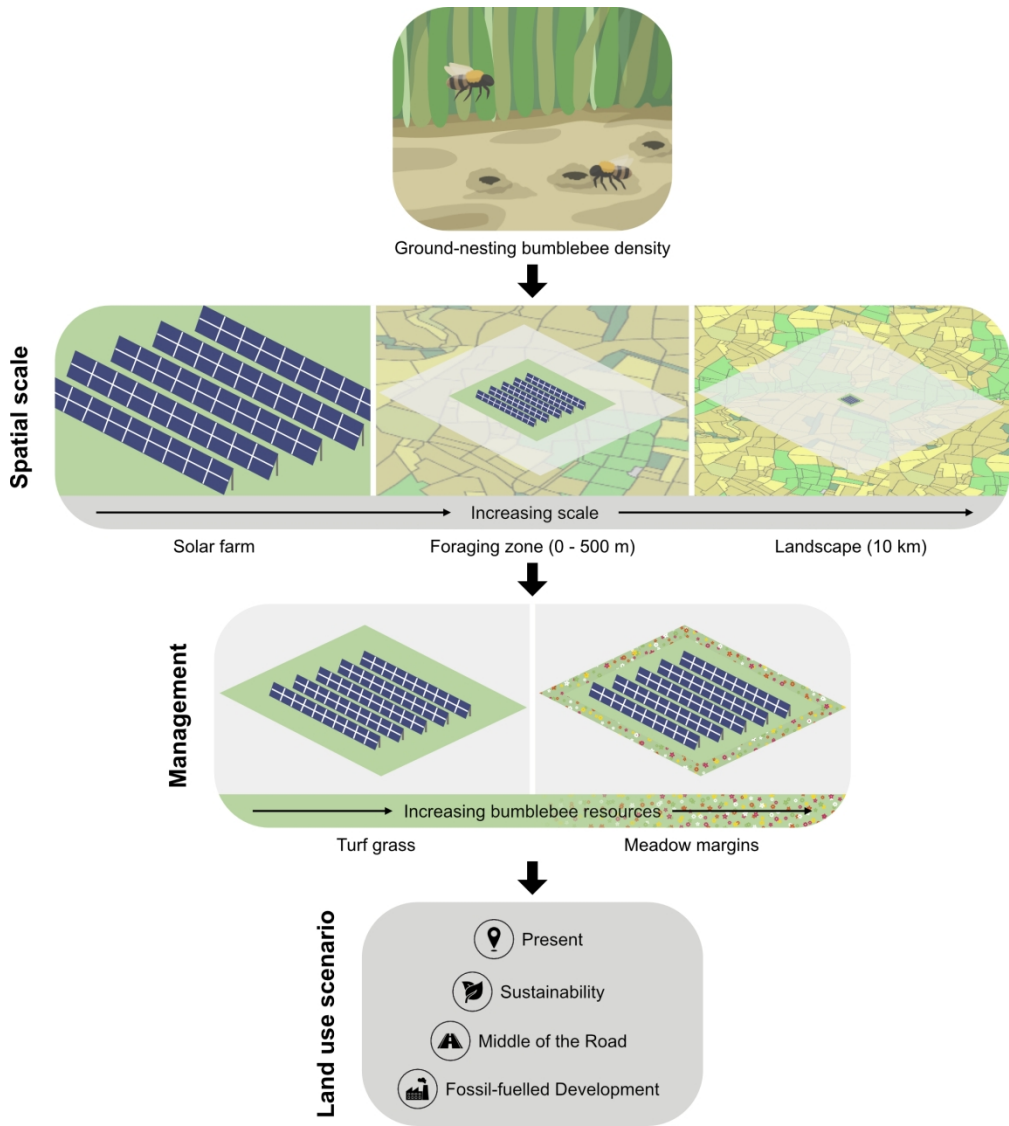 Ground-nesting bumblebee density
Spatial scale
Increasing scale
Solar farm
Foraging zone (0 - 500 m)
Landscape (10 km)
Management
Increasing bumblebee resources
Turf grass
Meadow margins
Land use scenario
Present
Sustainability
Middle of the Road
Fossil-fuelled Development